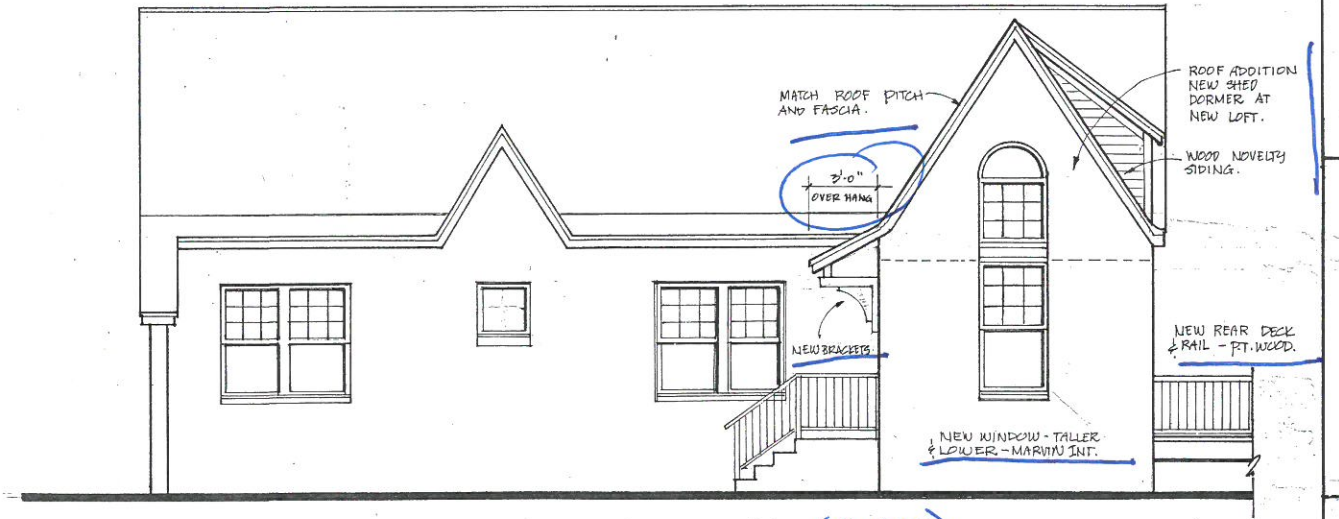 MATCH ROOF PITCH
AND FASCIA.
3'-0"
OVER HANG
ROOF ADDITION
NEW SHED
DORMER AT
NEW LOFT.
WOOD NOVELTY
SIDING.
NEW BRACKETS.
NEW REAR DECK
& RAIL - PT. WOOD.
NEW WINDOW - TALLER
& LOWER - MARVIN INT.